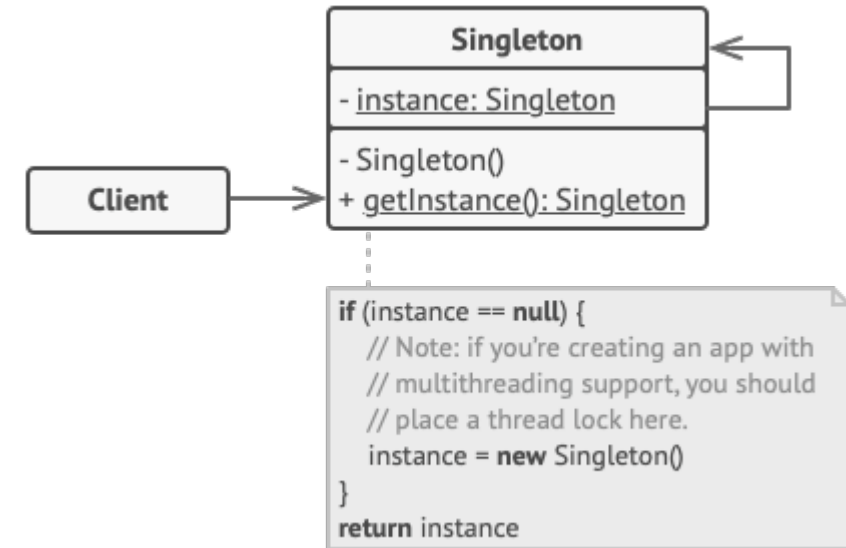 Singleton
- instance: Singleton
- Singleton()
+ getInstance(): Singleton
Client
if (instance == null) {
// Note: if you're creating an app with
// multithreading support, you should
// place a thread lock here.
instance = new Singleton()
}
return instance